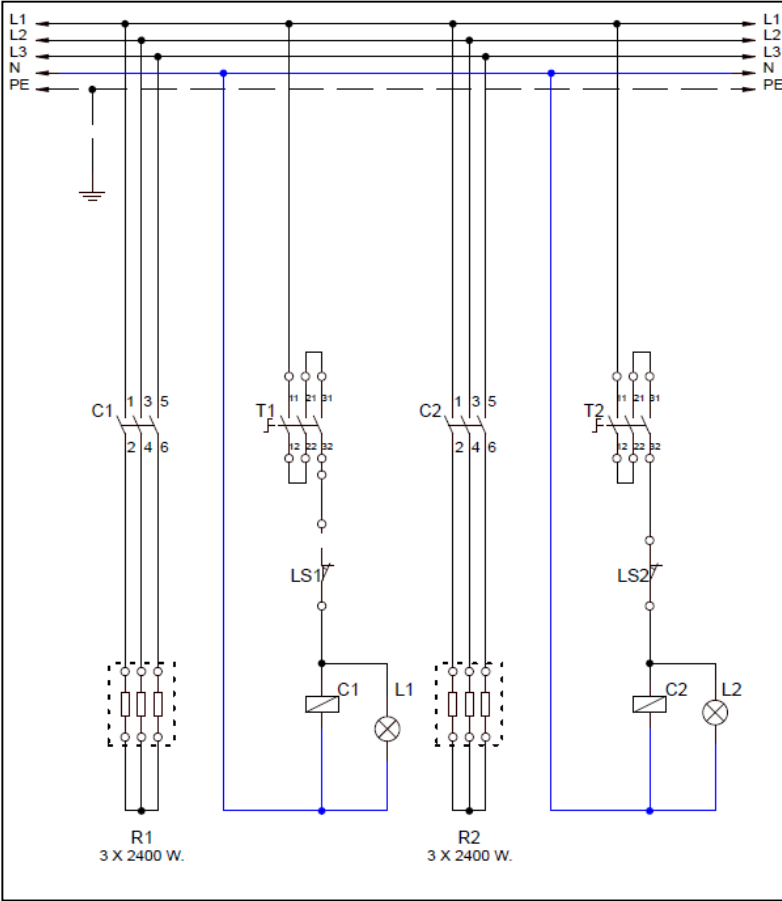 L1 L1
L2 L2
L3 L3
N N
PE PE
11 21 31 11 21 31
C1 1 3 5 T1 C2 1 3 5 T2
2 4 6 12 22 32 2 4 6 12 22 32
LS1 LS2
C1 L1 C2 L2
R1 R2
3 X 2400 W. 3 X 2400 W.